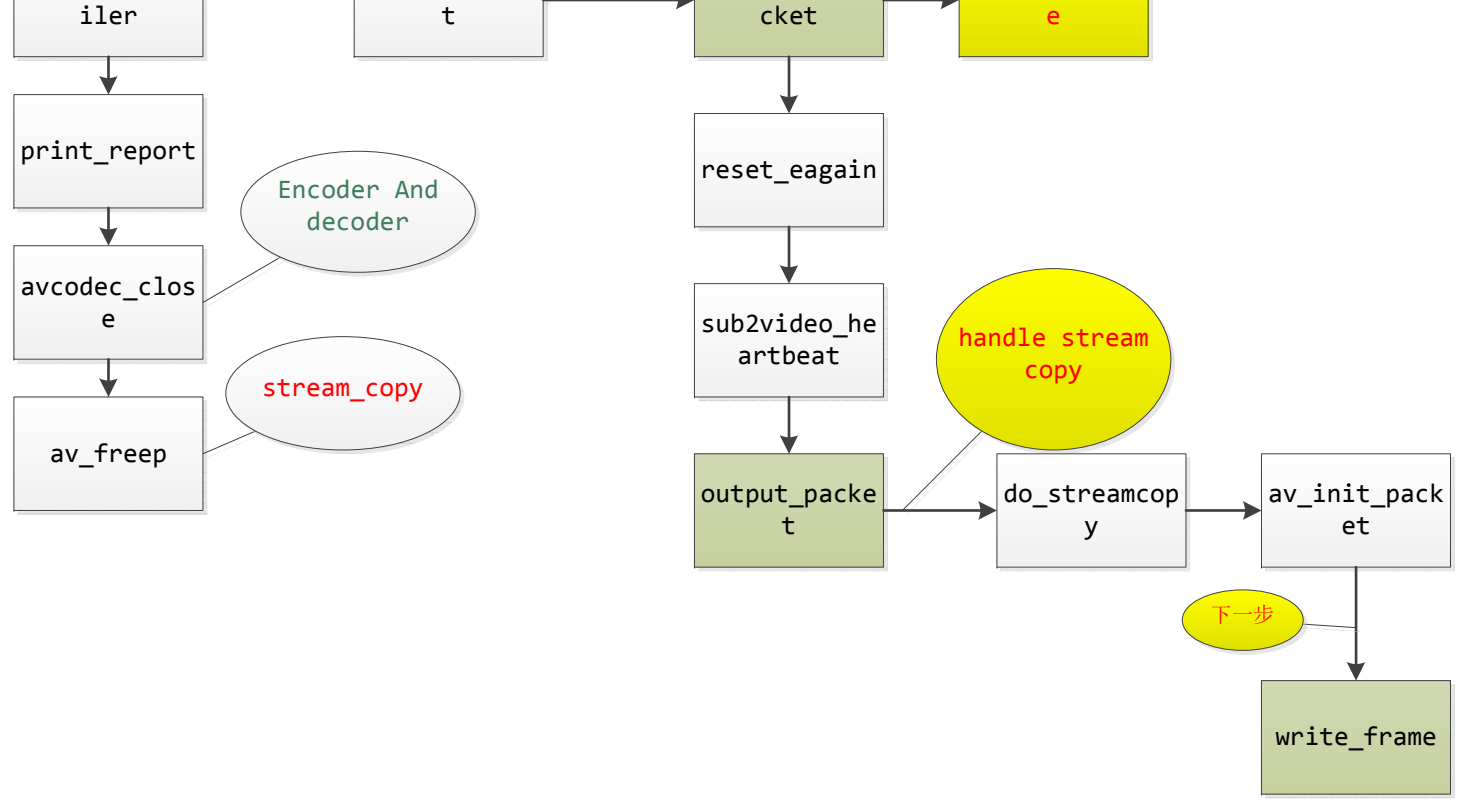 iler
t
cket
e
print_report
reset_eagain
Encoder And
decoder
avcodec_clos
e
sub2video_he
artbeat
handle stream
copy
stream_copy
av_freep
output_packe
t
do_streamcop
y
av_init_pack
et
下一步
write_frame